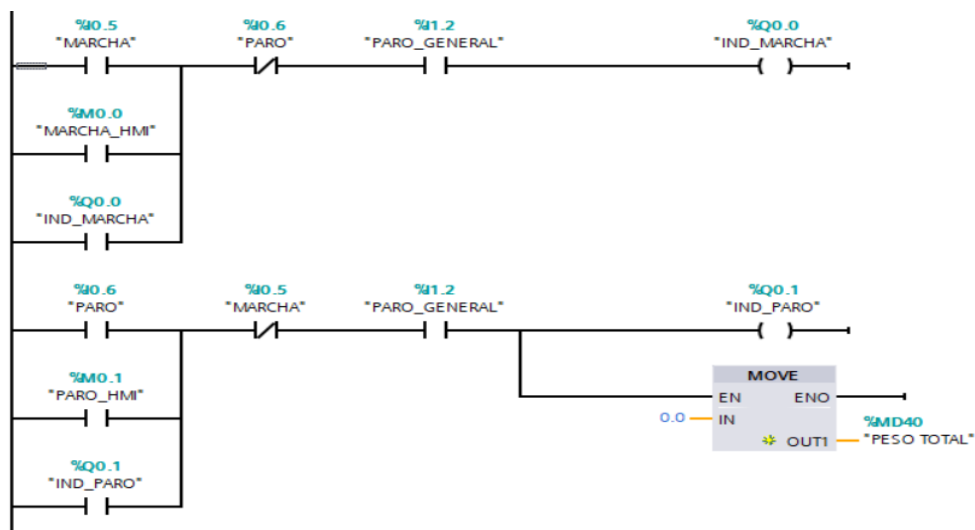 %I0.5 %I0.6 %I1.2 %Q0.0
"MARCHA" "PARO" "PARO_GENERAL" "IND_MARCHA"
%M0.0
"MARCHA_HMI"
%Q0.0
"IND_MARCHA"
%I0.6 %I0.5 %I1.2 %Q0.1
"PARO" "MARCHA" "PARO_GENERAL" "IND_PARO"
%M0.1
"PARO_HMI"
MOVE
EN ENO
0.0 IN
%MD40
OUT1 "PESO TOTAL"
%Q0.1
"IND_PARO"